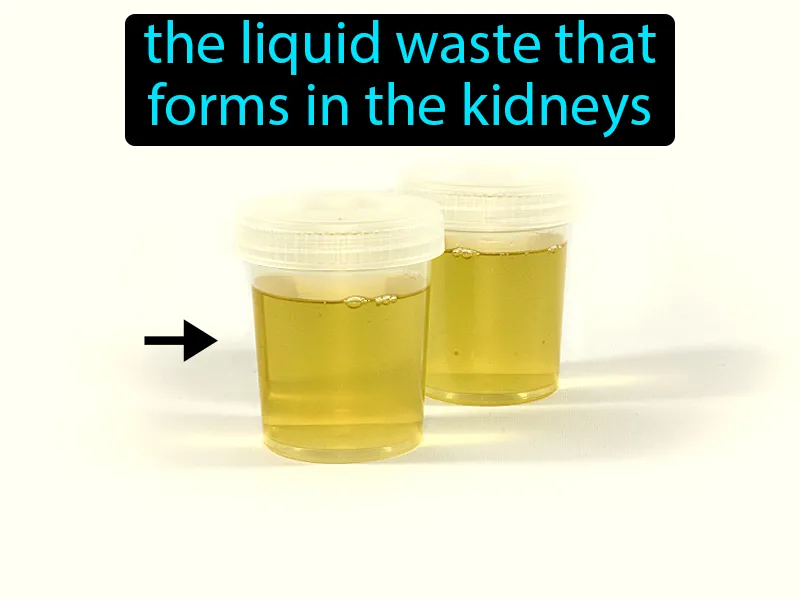 the liquid waste that
forms in the kidneys